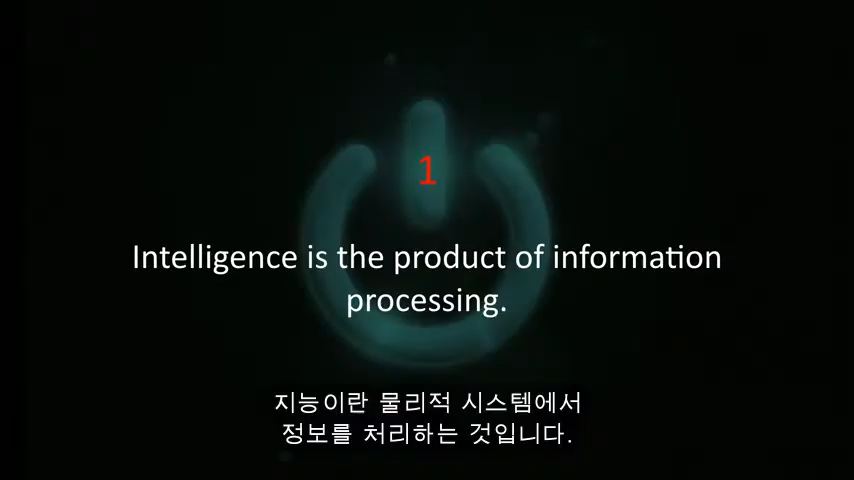 1
Intelligence is the product of information
processing.
지능이란 물리적 시스템에서
정보를 처리하는 것입니다.